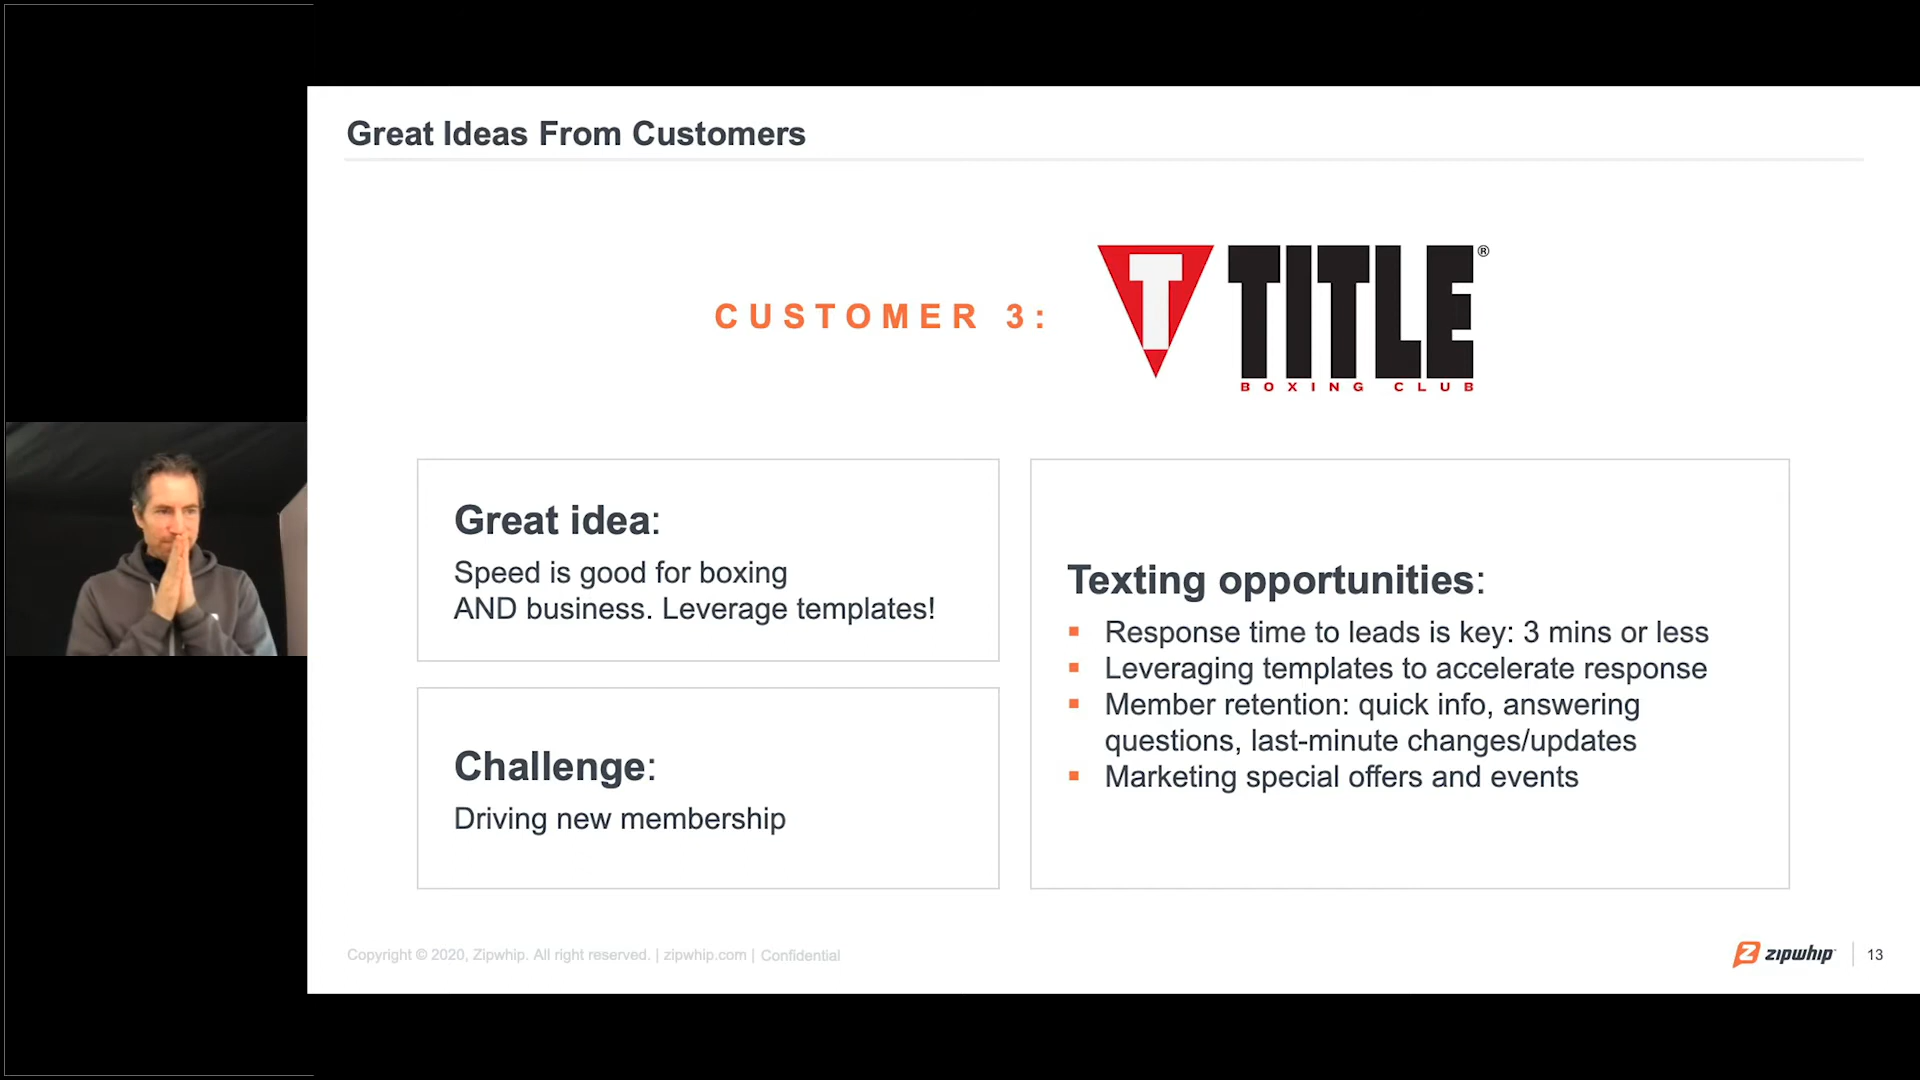 Great Ideas From Customers
CUSTOMER 3:
T TITLE®
BOXING CLUB
Great idea:
Speed is good for boxing
AND business. Leverage templates!
Challenge:
Driving new membership
Texting opportunities:
▪ Response time to leads is key: 3 mins or less
▪ Leveraging templates to accelerate response
▪ Member retention: quick info, answering
questions, last-minute changes/updates
▪ Marketing special offers and events
Copyright © 2020, Zipwhip. All right reserved. | zipwhip.com | Confidential
zipwhip
13